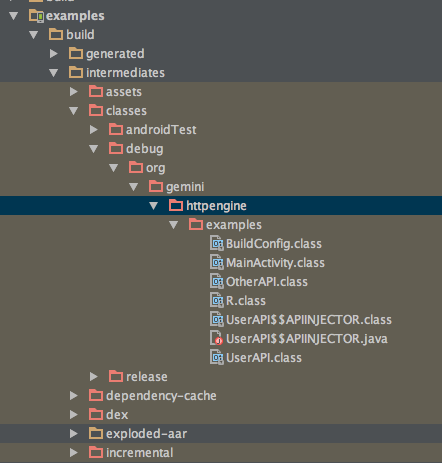 examples
build
generated
intermediates
assets
classes
androidTest
debug
org
gemini
httpengine
examples
BuildConfig.class
MainActivity.class
OtherAPI.class
R.class
UserAPI$$APIINJECTOR.class
UserAPI$$APIINJECTOR.java
UserAPI.class
release
dependency-cache
dex
exploded-aar
incremental